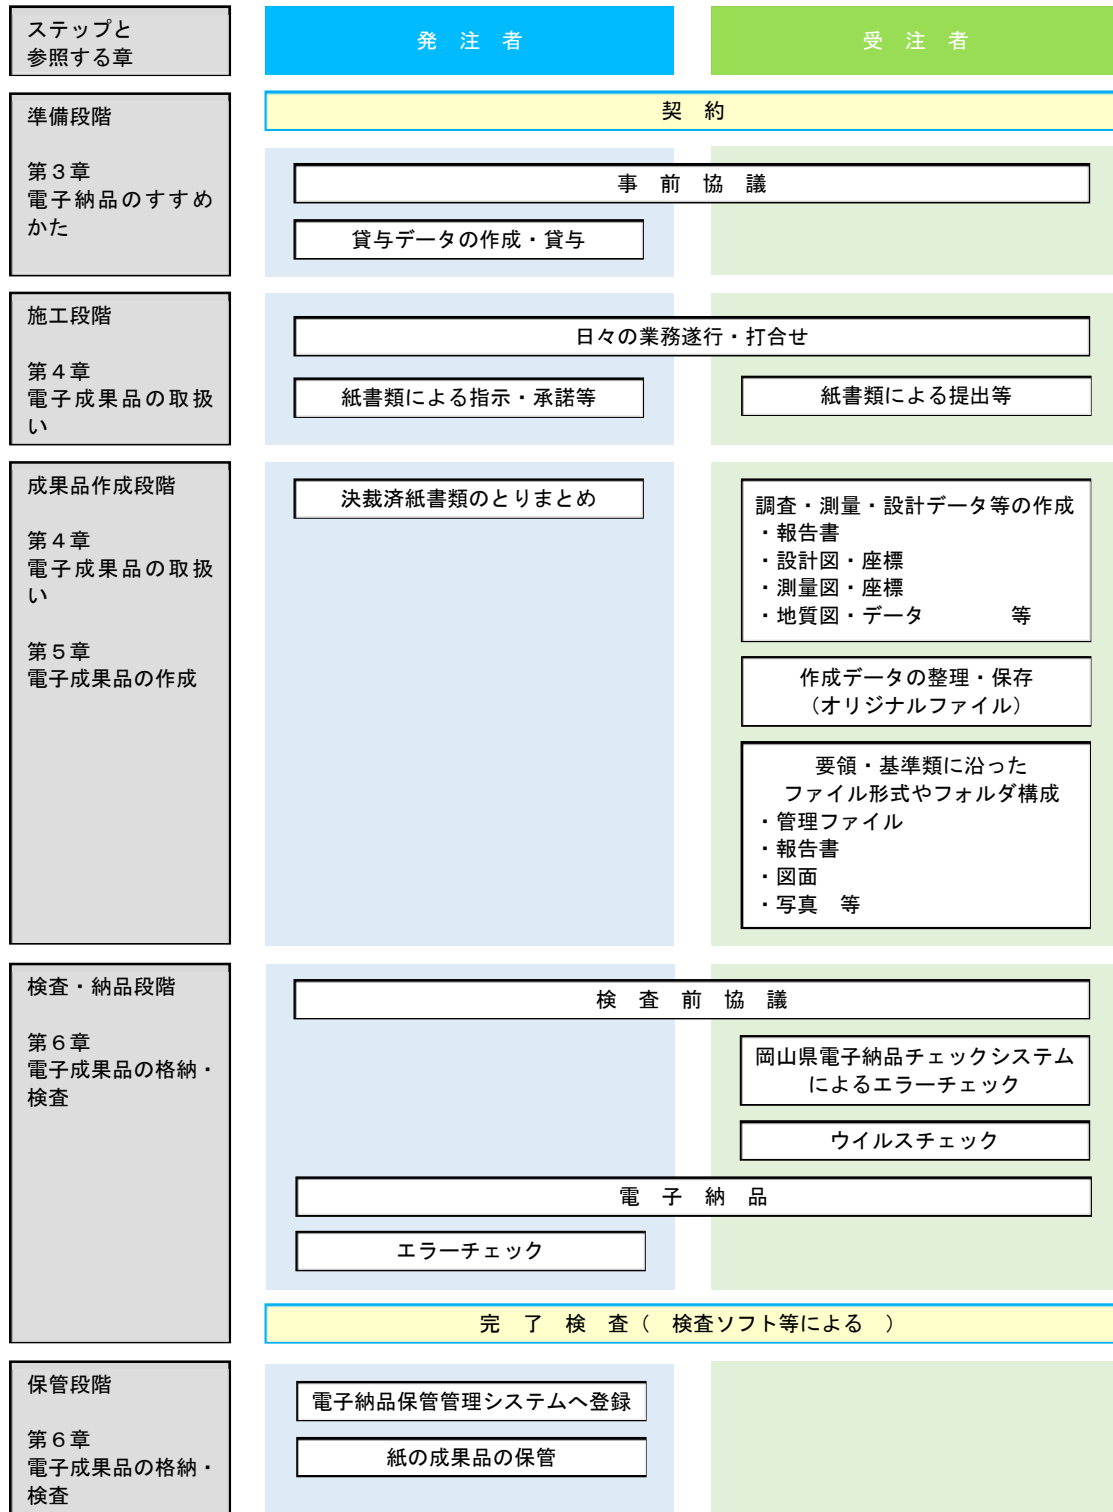 ステップと
参照する章
発 注 者
受 注 者
準備段階
第3章
電子納品のすすめ
かた
契 約
事 前 協 議
貸与データの作成・貸与
施工段階
第4章
電子成果品の取扱
い
日々の業務遂行・打合せ
紙書類による指示・承諾等
紙書類による提出等
成果品作成段階
第4章
電子成果品の取扱
い
第5章
電子成果品の作成
決裁済紙書類のとりまとめ
調査・測量・設計データ等の作成
・報告書
・設計図・座標
・測量図・座標
・地質図・データ 等
作成データの整理・保存
（オリジナルファイル）
要領・基準類に沿った
ファイル形式やフォルダ構成
・管理ファイル
・報告書
・図面
・写真 等
検査・納品段階
第6章
電子成果品の格納・
検査
検 査 前 協 議
岡山県電子納品チェックシステム
によるエラーチェック
ウイルスチェック
電 子 納 品
エラーチェック
完 了 検 査（ 検査ソフト等による ）
保管段階
第6章
電子成果品の格納・
検査
電子納品保管管理システムへ登録
紙の成果品の保管